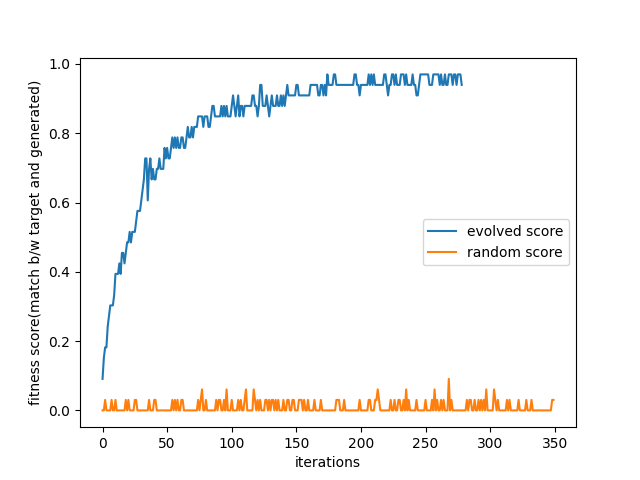 1.0
0.8
0.6
0.4
0.2
0.0
fitness score(match b/w target and generated)
evolved score
random score
0 50 100 150 200 250 300 350
iterations